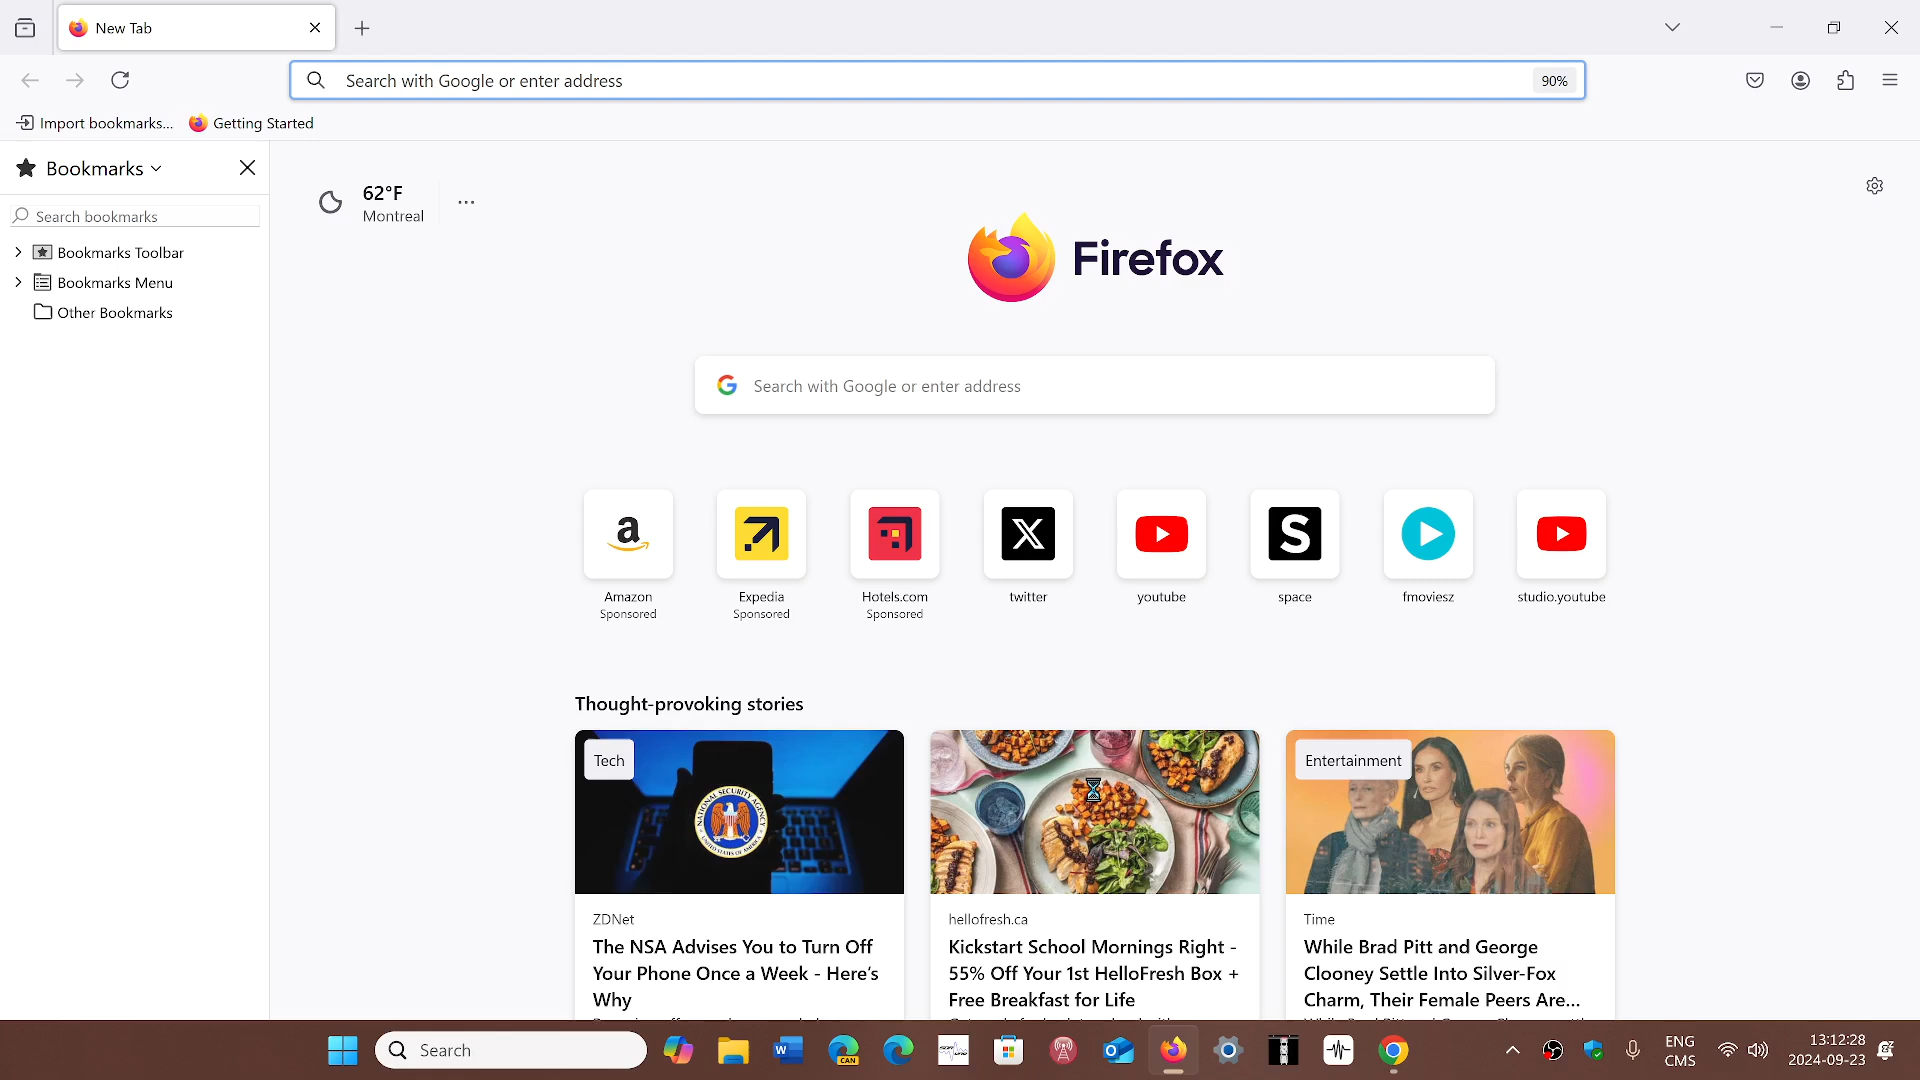 New Tab
Search with Google or enter address
90%
Import bookmarks...
Getting Started
Bookmarks
Search bookmarks
Bookmarks Toolbar
Bookmarks Menu
Other Bookmarks
62°F
Montreal
Firefox
Search with Google or enter address
Amazon
Sponsored
Expedia
Sponsored
Hotels.com
Sponsored
twitter
youtube
space
fmoviesz
studio.youtube
Thought-provoking stories
Tech
ZDNet
The NSA Advises You to Turn Off
Your Phone Once a Week - Here’s
Why
hellofresh.ca
Kickstart School Mornings Right -
55% Off Your 1st HelloFresh Box +
Free Breakfast for Life
Entertainment
Time
While Brad Pitt and George
Clooney Settle Into Silver-Fox
Charm, Their Female Peers Are...
Search
CAN
ENG
CMS
13:12:28
2024-09-23